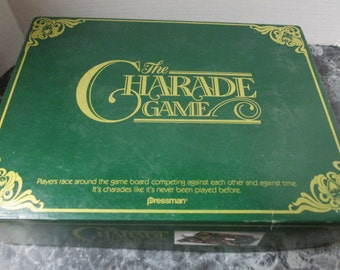 The
CHARADE
GAME
Players race around the game board competing against each other and against time.
It's charades like it's never been played before.
Pressman